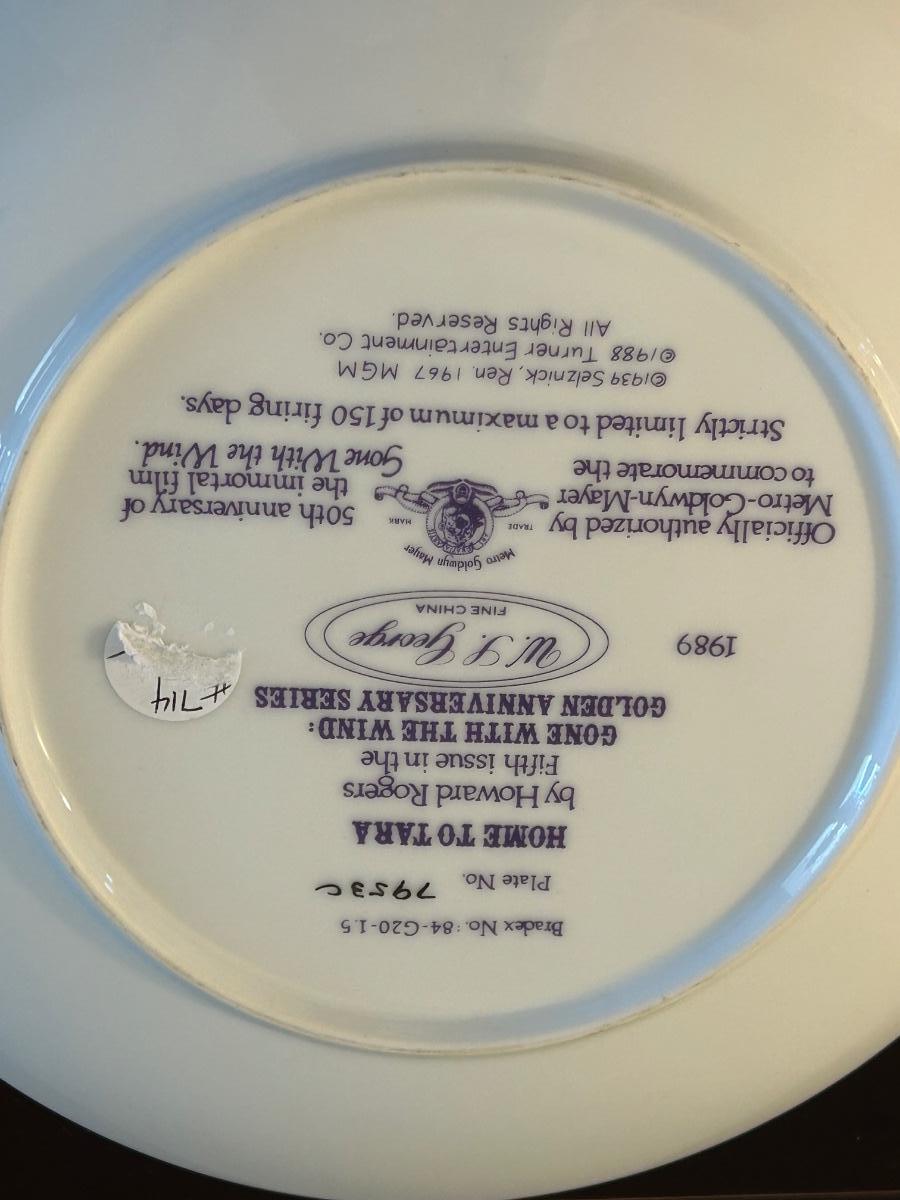 Bradex No.: 84-G20-1.5
Plate No. 7953C
HOME TO TARA
by Howard Rogers
Fifth issue in the
GONE WITH THE WIND:
GOLDEN ANNIVERSARY SERIES
1989
W. S. George
FINE CHINA
#714
Metro Goldwyn Mayer
ARS GRATIA ARTIS
TRADE MARK
Officially authorized by
Metro-Goldwyn-Mayer
to commemorate the
50th anniversary of
the immortal film
Gone With the Wind.
Strictly limited to a maximum of 150 firing days.
©1939 Selznick, Ren. 1967 MGM
©1988 Turner Entertainment Co.
All Rights Reserved.